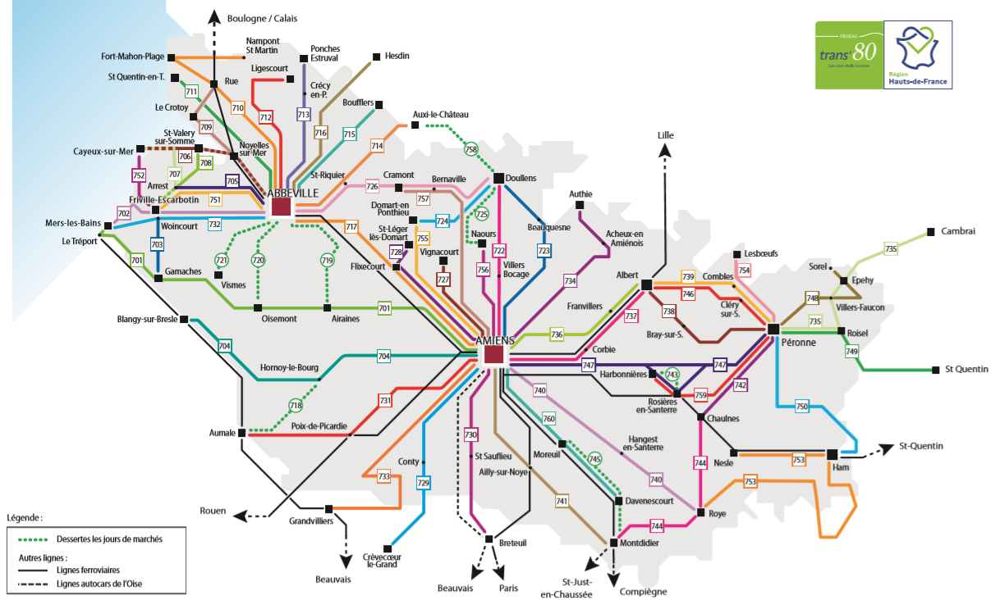 Boulogne / Calais
RESEAU
trans'80
Les cars de la Somme
Région
Hauts-de-France
Nampont
St Martin
Ponches
Estruval
Hesdin
Fort-Mahon-Plage
Ligescourt
St Quentin-en-T.
Rue
Crécy
en-P.
Boufflers
711
710
712
713
716
715
Le Crotoy
709
Auxi-le-Château
Lille
St-Valery
sur-Somme
Noyelles
sur-Mer
714
758
Cayeux-sur-Mer
706
708
707
752
705
St-Riquier
Cramont
Bernaville
Doullens
Arrest
ABBEVILLE
726
757
Authie
751
Friville-Escarbotin
702
Domart-en
Ponthieu
724
725
Beauquesne
Mers-les-Bains
732
Woincourt
717
St-Léger
lès-Domart
755
Naours
Acheux-en
Amiénois
Cambrai
Le Tréport
703
728
Vignacourt
722
723
735
701
721
720
719
Flixecourt
756
Villers
Bocage
Lesbœufs
Gamaches
727
734
Albert
739
Combles
754
Sorel
Epehy
Vismes
746
Franvillers
Cléry
sur-S.
748
Villers-Faucon
Oisemont
Airaines
701
737
738
735
Blangy-sur-Bresle
736
Bray-sur-S.
Roisel
AMIENS
Corbie
Péronne
704
704
749
Hornoy-le-Bourg
747
747
St Quentin
Harbonnières
743
742
718
731
740
759
Rosières
en-Santerre
750
Aumale
Poix-de-Picardie
760
Chaulnes
730
Hangest
en-Santerre
St-Quentin
St Sauflieu
Moreuil
745
Nesle
753
Ham
Conty
Ailly-sur-Noye
744
733
729
740
753
741
Davenescourt
Rouen
Grandvilliers
744
Roye
Légende :
Dessertes les jours de marchés
Breteuil
Montdidier
Autres lignes :
Lignes ferroviaires
Lignes autocars de l'Oise
Crèvecœur
le-Grand
Beauvais
Beauvais
Paris
St-Just-
en-Chaussée
Compiègne